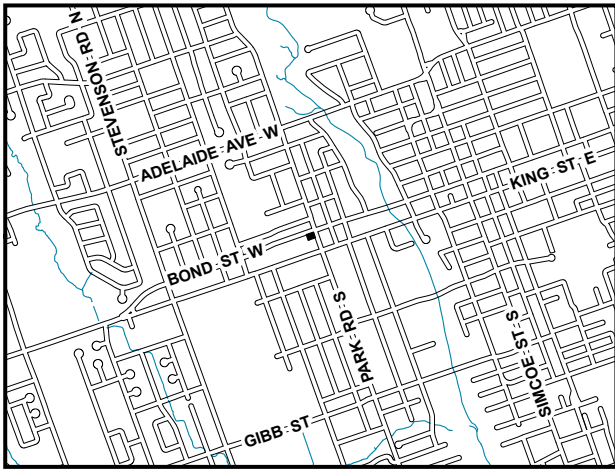 STEVENSON RD N
ADELAIDE AVE W
KING ST E
BOND ST W
PARK RD S
SIMCOE ST S
GIBB ST